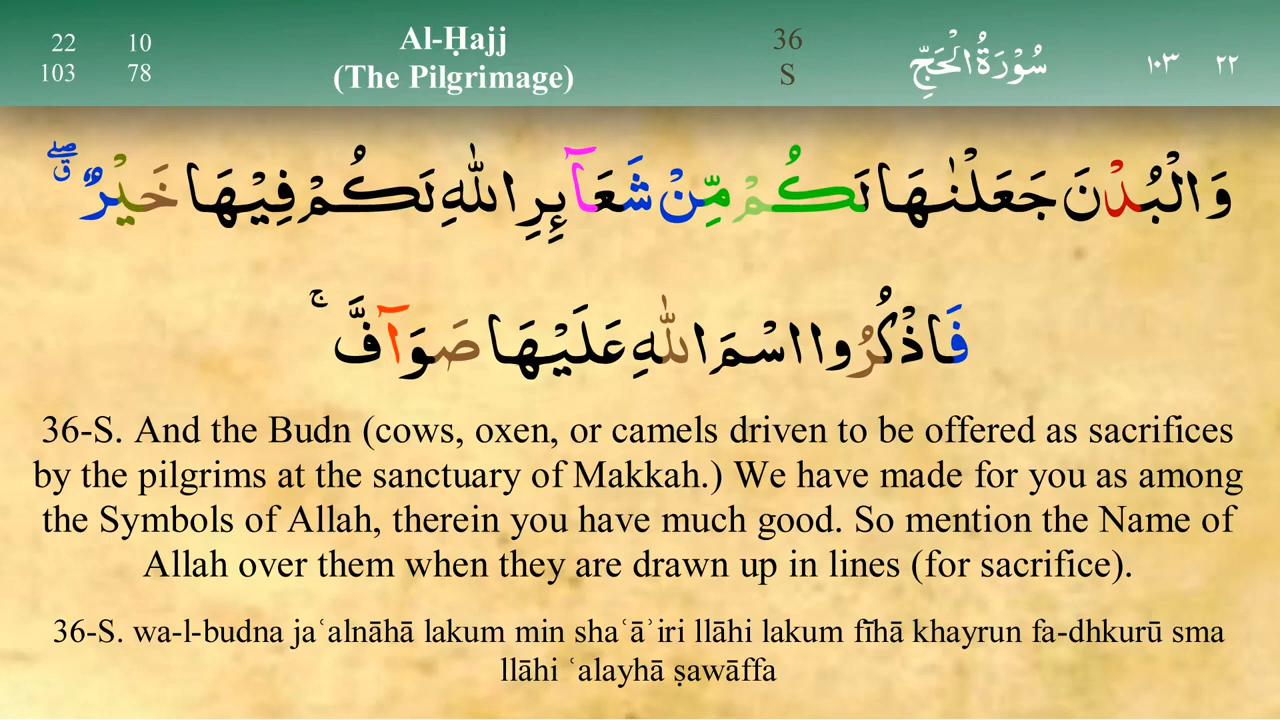 22 10 Al-Ḥajj 36 سُوْرَةُ الْحَجِّ ١٠٣ ٢٢
103 78 (The Pilgrimage) S
وَالْبُدْنَ جَعَلْنٰهَا لَكُمْ مِّنْ شَعَآئِرِ اللّٰهِ لَكُمْ فِيْهَا خَيْرٌ ۖق
فَاذْكُرُوا اسْمَ اللّٰهِ عَلَيْهَا صَوَآفَّ ۚ
36-S. And the Budn (cows, oxen, or camels driven to be offered as sacrifices
by the pilgrims at the sanctuary of Makkah.) We have made for you as among
the Symbols of Allah, therein you have much good. So mention the Name of
Allah over them when they are drawn up in lines (for sacrifice).
36-S. wa-l-budna jaʿalnāhā lakum min shaʿāʾiri llāhi lakum fīhā khayrun fa-dhkurū sma
llāhi ʿalayhā ṣawāffa